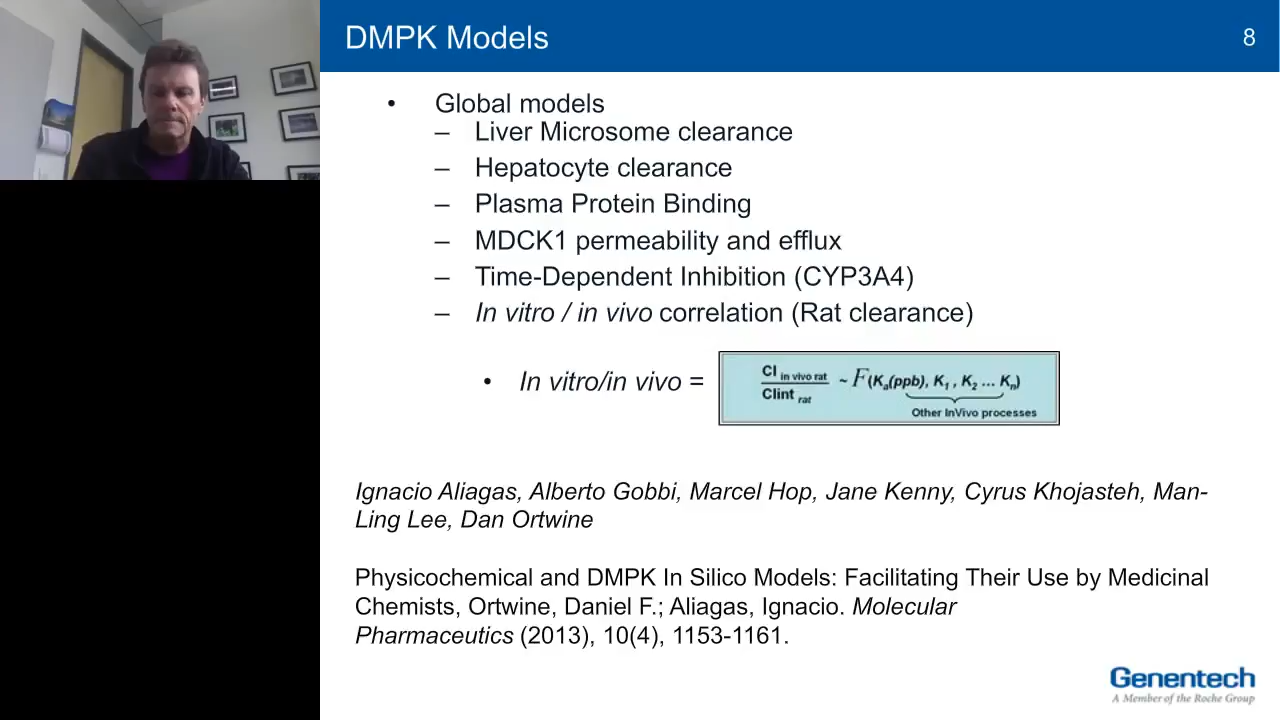 DMPK Models
8
• Global models
– Liver Microsome clearance
– Hepatocyte clearance
– Plasma Protein Binding
– MDCK1 permeability and efflux
– Time-Dependent Inhibition (CYP3A4)
– In vitro / in vivo correlation (Rat clearance)
• In vitro/in vivo =
Cl in vivo rat
~ F(Ka(ppb), K1 , K2 ... Kn)
Clint rat
Other InVivo processes
Ignacio Aliagas, Alberto Gobbi, Marcel Hop, Jane Kenny, Cyrus Khojasteh, Man-
Ling Lee, Dan Ortwine
Physicochemical and DMPK In Silico Models: Facilitating Their Use by Medicinal
Chemists, Ortwine, Daniel F.; Aliagas, Ignacio. Molecular
Pharmaceutics (2013), 10(4), 1153-1161.
Genentech
A Member of the Roche Group